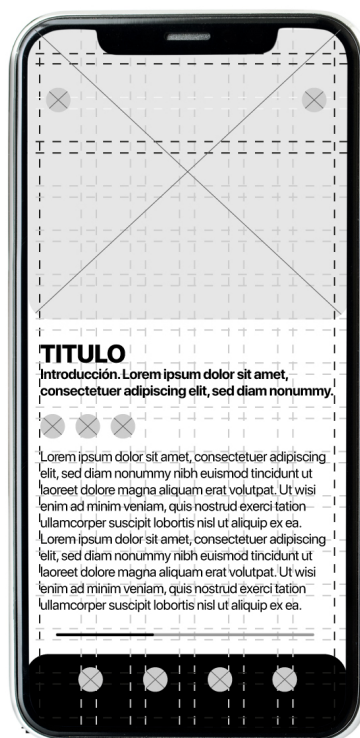 TITULO
Introducción. Lorem ipsum dolor sit amet,
consectetuer adipiscing elit, sed diam nonummy.
Lorem ipsum dolor sit amet, consectetuer adipiscing
elit, sed diam nonummy nibh euismod tincidunt ut
laoreet dolore magna aliquam erat volutpat. Ut wisi
enim ad minim veniam, quis nostrud exerci tation
ullamcorper suscipit lobortis nisl ut aliquip ex ea.
Lorem ipsum dolor sit amet, consectetuer adipiscing
elit, sed diam nonummy nibh euismod tincidunt ut
laoreet dolore magna aliquam erat volutpat. Ut wisi
enim ad minim veniam, quis nostrud exerci tation
ullamcorper suscipit lobortis nisl ut aliquip ex ea.